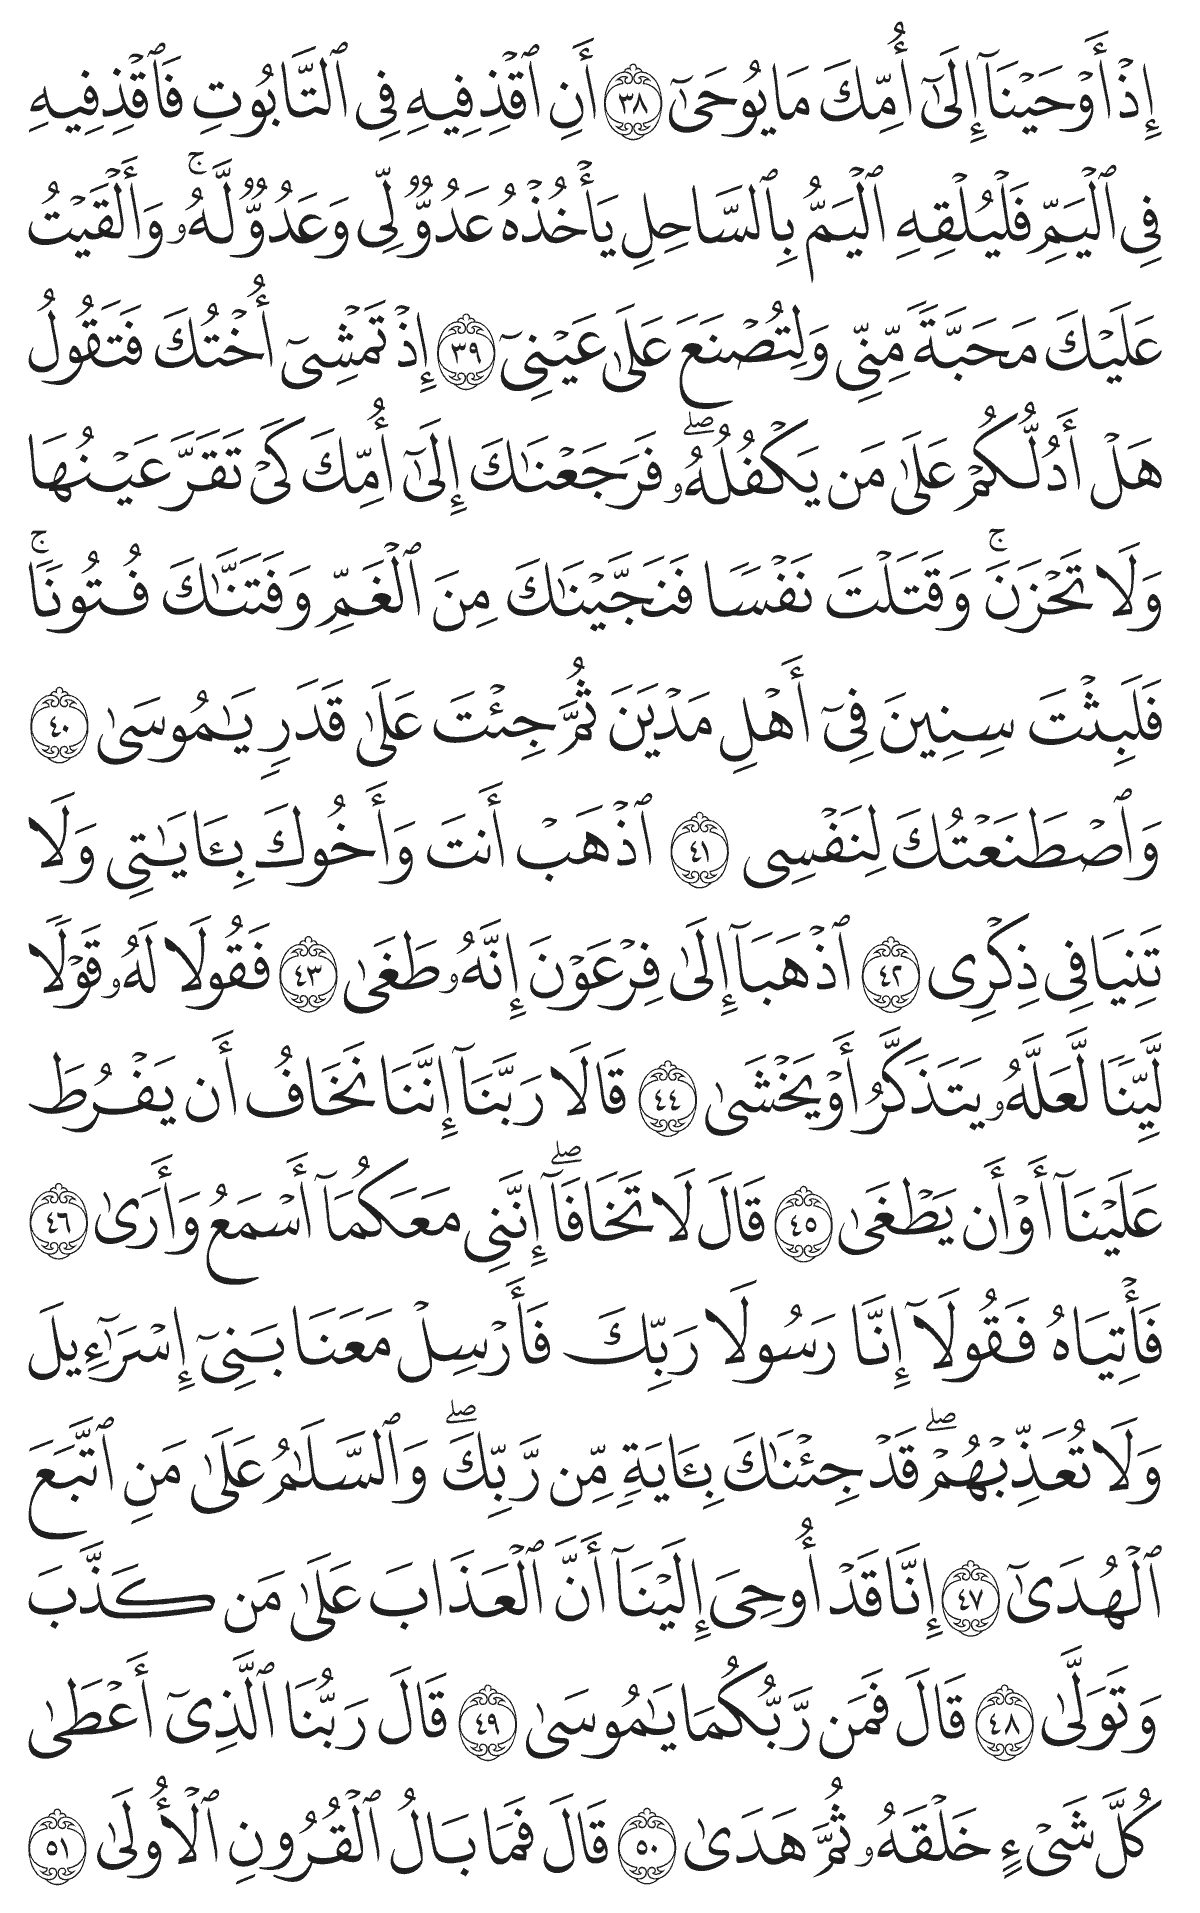 إِذۡ أَوۡحَيۡنَآ إِلَىٰٓ أُمِّكَ مَا يُوحَىٰٓ ٣٨ أَنِ ٱقۡذِفِيهِ فِي ٱلتَّابُوتِ فَٱقۡذِفِيهِ
فِي ٱلۡيَمِّ فَلۡيُلۡقِهِ ٱلۡيَمُّ بِٱلسَّاحِلِ يَأۡخُذۡهُ عَدُوّٞ لِّي وَعَدُوّٞ لَّهُۥۚ وَأَلۡقَيۡتُ
عَلَيۡكَ مَحَبَّةٗ مِّنِّي وَلِتُصۡنَعَ عَلَىٰ عَيۡنِيٓ ٣٩ إِذۡ تَمۡشِيٓ أُخۡتُكَ فَتَقُولُ
هَلۡ أَدُلُّكُمۡ عَلَىٰ مَن يَكۡفُلُهُۥۖ فَرَجَعۡنَٰكَ إِلَىٰٓ أُمِّكَ كَيۡ تَقَرَّ عَيۡنُهَا
وَلَا تَحۡزَنَۚ وَقَتَلۡتَ نَفۡسٗا فَنَجَّيۡنَٰكَ مِنَ ٱلۡغَمِّ وَفَتَنَّٰكَ فُتُونٗاۚ
فَلَبِثۡتَ سِنِينَ فِيٓ أَهۡلِ مَدۡيَنَ ثُمَّ جِئۡتَ عَلَىٰ قَدَرٖ يَٰمُوسَىٰ ٤٠
وَٱصۡطَنَعۡتُكَ لِنَفۡسِي ٤١ ٱذۡهَبۡ أَنتَ وَأَخُوكَ بِـَٔايَٰتِي وَلَا
تَنِيَا فِي ذِكۡرِي ٤٢ ٱذۡهَبَآ إِلَىٰ فِرۡعَوۡنَ إِنَّهُۥ طَغَىٰ ٤٣ فَقُولَا لَهُۥ قَوۡلٗا
لَّيِّنٗا لَّعَلَّهُۥ يَتَذَكَّرُ أَوۡ يَخۡشَىٰ ٤٤ قَالَا رَبَّنَآ إِنَّنَا نَخَافُ أَن يَفۡرُطَ
عَلَيۡنَآ أَوۡ أَن يَطۡغَىٰ ٤٥ قَالَ لَا تَخَافَآۖ إِنَّنِي مَعَكُمَآ أَسۡمَعُ وَأَرَىٰ ٤٦
فَأۡتِيَاهُ فَقُولَآ إِنَّا رَسُولَا رَبِّكَ فَأَرۡسِلۡ مَعَنَا بَنِيٓ إِسۡرَٰٓءِيلَ
وَلَا تُعَذِّبۡهُمۡۖ قَدۡ جِئۡنَٰكَ بِـَٔايَةٖ مِّن رَّبِّكَۖ وَٱلسَّلَٰمُ عَلَىٰ مَنِ ٱتَّبَعَ
ٱلۡهُدَىٰٓ ٤٧ إِنَّا قَدۡ أُوحِيَ إِلَيۡنَآ أَنَّ ٱلۡعَذَابَ عَلَىٰ مَن كَذَّبَ
وَتَوَلَّىٰ ٤٨ قَالَ فَمَن رَّبُّكُمَا يَٰمُوسَىٰ ٤٩ قَالَ رَبُّنَا ٱلَّذِيٓ أَعۡطَىٰ
كُلَّ شَيۡءٍ خَلۡقَهُۥ ثُمَّ هَدَىٰ ٥٠ قَالَ فَمَا بَالُ ٱلۡقُرُونِ ٱلۡأُولَىٰ ٥١